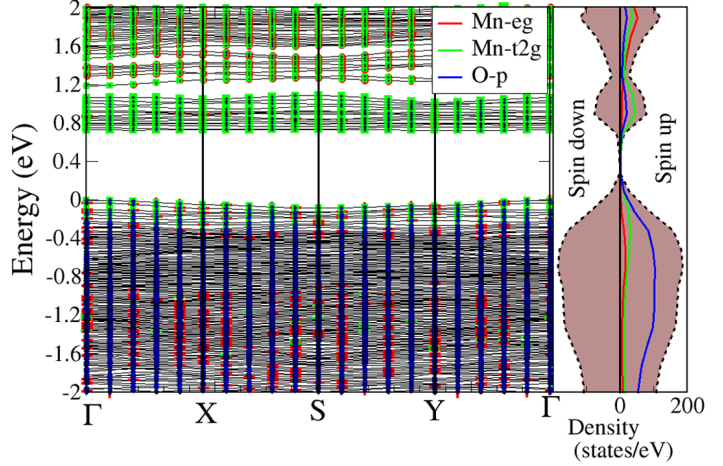 2
1.6
1.2
0.8
0.4
0
-0.4
-0.8
-1.2
-1.6
-2
Energy (eV)
Mn-eg
Mn-t2g
O-p
Γ
X
S
Y
Γ
Spin down
Spin up
0
200
Density
(states/eV)